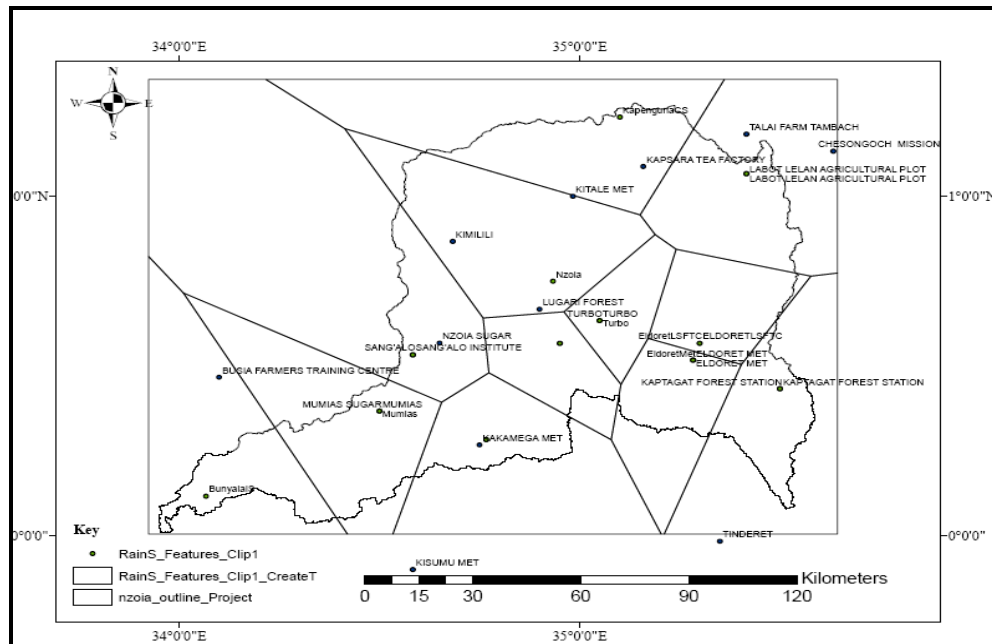 34°0'0"E 35°0'0"E
N
W E
S
KapenguriaCS
TALAI FARM TAMBACH
CHESONGOCH MISSION
KAPSARA TEA FACTORY
LABOT LELAN AGRICULTURAL PLOT
LABOT LELAN AGRICULTURAL PLOT
KITALE MET
0'0"N 1°0'0"N
KIMILILI
Nzoia
LUGARI FOREST
TURBOTURBO
Turbo
NZOIA SUGAR
EldoretLSFTCELDORETLSFTC
SANG'ALOSANG'ALO INSTITUTE
EldoretMetELDORET MET
ELDORET MET
BUSIA FARMERS TRAINING CENTRE
KAPTAGAT FOREST STATION KAPTAGAT FOREST STATION
MUMIAS SUGARMUMIAS
Mumias
KAKAMEGA MET
BunyalaIS
Key
0°0'0" 0°0'0"
TINDERET
RainS_Features_Clip1
KISUMU MET
RainS_Features_Clip1_CreateT
Kilometers
nzoia_outline_Project
0 15 30 60 90 120
34°0'0"E 35°0'0"E